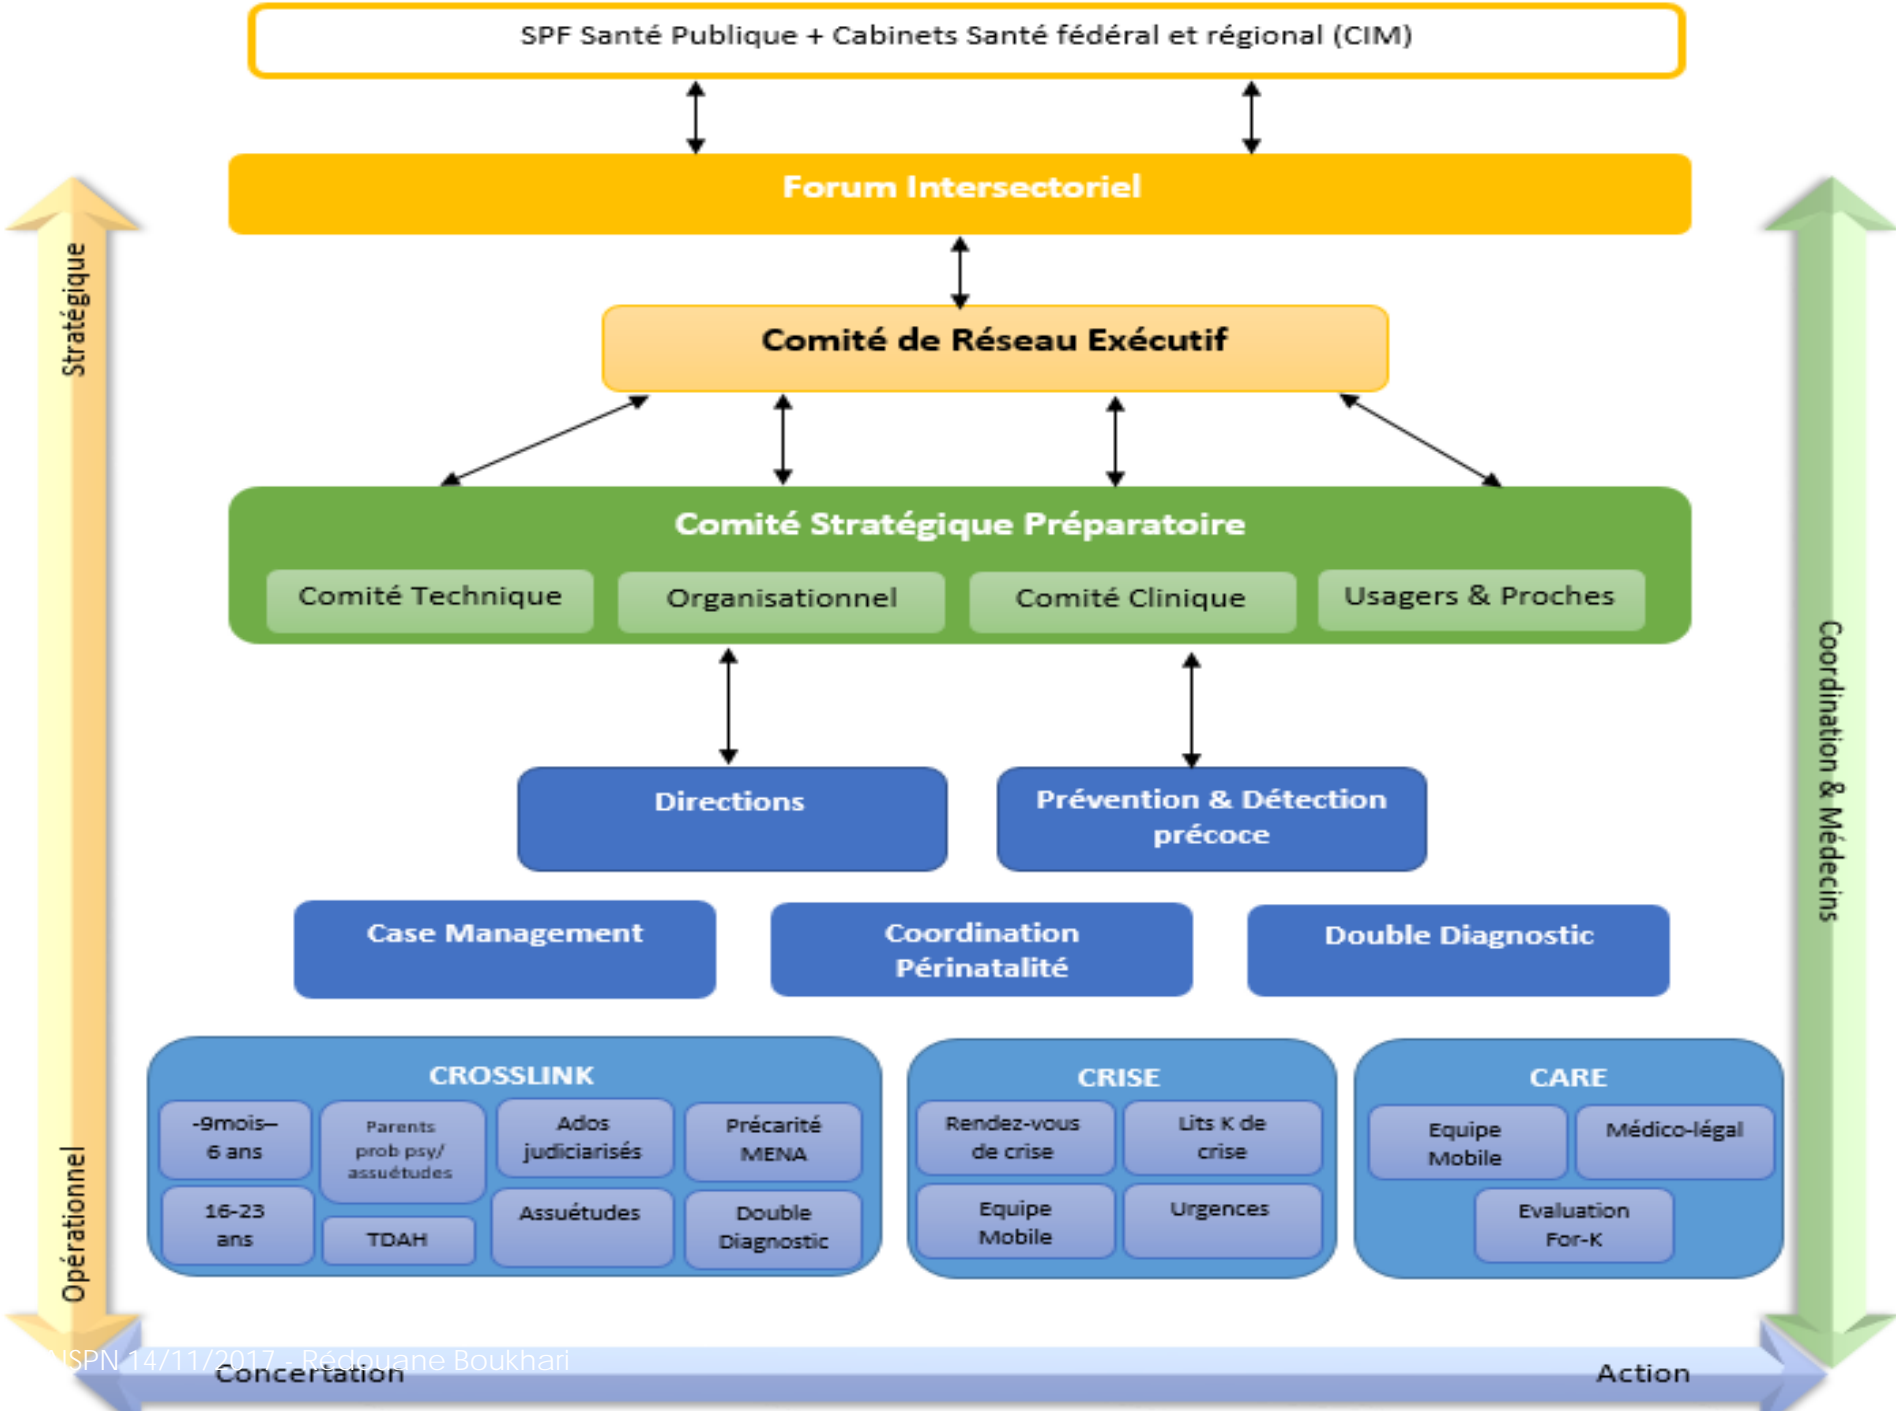 SPF Santé Publique + Cabinets Santé fédéral et régional (CIM)
Forum Intersectoriel
Stratégique
Comité de Réseau Exécutif
Comité Stratégique Préparatoire
Comité Technique
Organisationnel
Comité Clinique
Usagers & Proches
Coordination & Médecins
Directions
Prévention & Détection
précoce
Case Management
Coordination
Périnatalité
Double Diagnostic
CROSSLINK
-9mois–
6 ans
Parents
prob psy/
assuétudes
Ados
judiciarisés
Précarité
MENA
16-23
ans
TDAH
Assuétudes
Double
Diagnostic
CRISE
Rendez-vous
de crise
Lits K de
crise
Equipe
Mobile
Urgences
CARE
Equipe
Mobile
Médico-légal
Evaluation
For-K
Opérationnel
14/11/2017 - Rédouane Boukhari
Concertation
Action